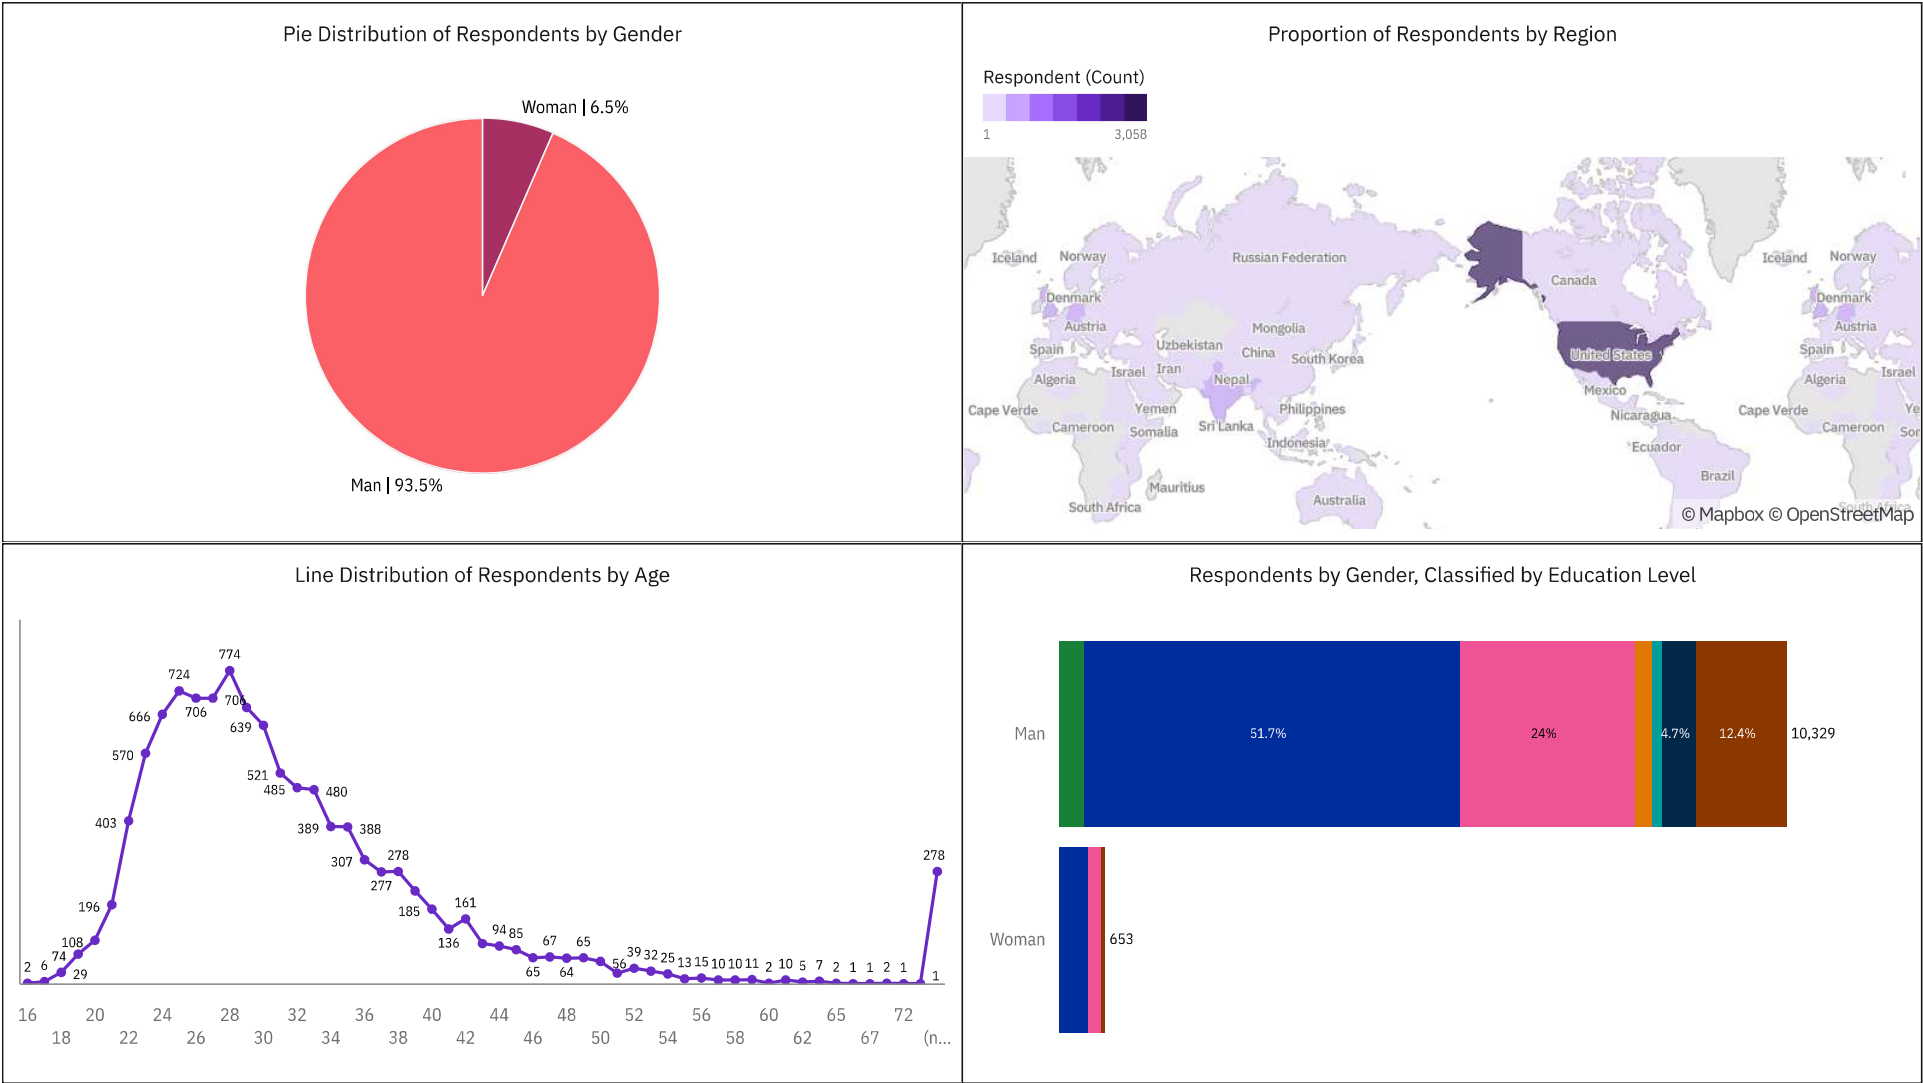 Pie Distribution of Respondents by Gender
Woman | 6.5%
Man | 93.5%
Proportion of Respondents by Region
Respondent (Count)
1 3,058
Iceland Norway Russian Federation Canada Iceland Norway
Denmark Denmark
Austria Mongolia Austria
Spain Uzbekistan China South Korea United States Spain
Algeria Israel Iran Nepal Mexico Algeria Israel
Cape Verde Yemen Philippines Nicaragua Cape Verde Ye
Cameroon Somalia Sri Lanka Indonesia Ecuador Cameroon Sor
Mauritius Australia Brazil
South Africa South Africa
© Mapbox © OpenStreetMap
Line Distribution of Respondents by Age
774
724
666 706 706
639
570
521
485 480
403
389 388
307 278 278
277
196 185 161
108 136 94 85
74 67 65
2 6 29 65 64 56 39 32 25 13 15 10 10 11 2 10 5 7 2 1 1 2 1 1
16 20 24 28 32 36 40 44 48 52 56 60 65 72
18 22 26 30 34 38 42 46 50 54 58 62 67 (n...
Respondents by Gender, Classified by Education Level
Man 51.7% 24% 4.7% 12.4% 10,329
Woman 653